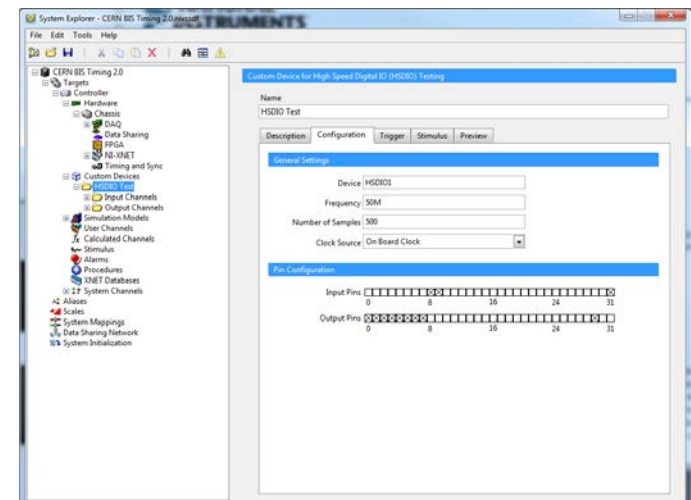 System Explorer - CERN BIS Timing 2.0.nivssdf
INSTRUMENTS
File Edit Tools Help
CERN BIS Timing 2.0
Targets
Controller
Hardware
Chassis
DAQ
Data Sharing
FPGA
NI-XNET
Timing and Sync
Custom Devices
HSDIO Test
Input Channels
Output Channels
Simulation Models
User Channels
Calculated Channels
Stimulus
Alarms
Procedures
XNET Databases
System Channels
Aliases
Scales
System Mappings
Data Sharing Network
System Initialization
Custom Device for High Speed Digital IO (HSDIO) Testing
Name
HSDIO Test
Description Configuration Trigger Stimulus Preview
General Settings
Device HSDIO1
Frequency 50M
Number of Samples 500
Clock Source On Board Clock
Pin Configuration
Input Pins
0 8 16 24 31
Output Pins
0 8 16 24 31